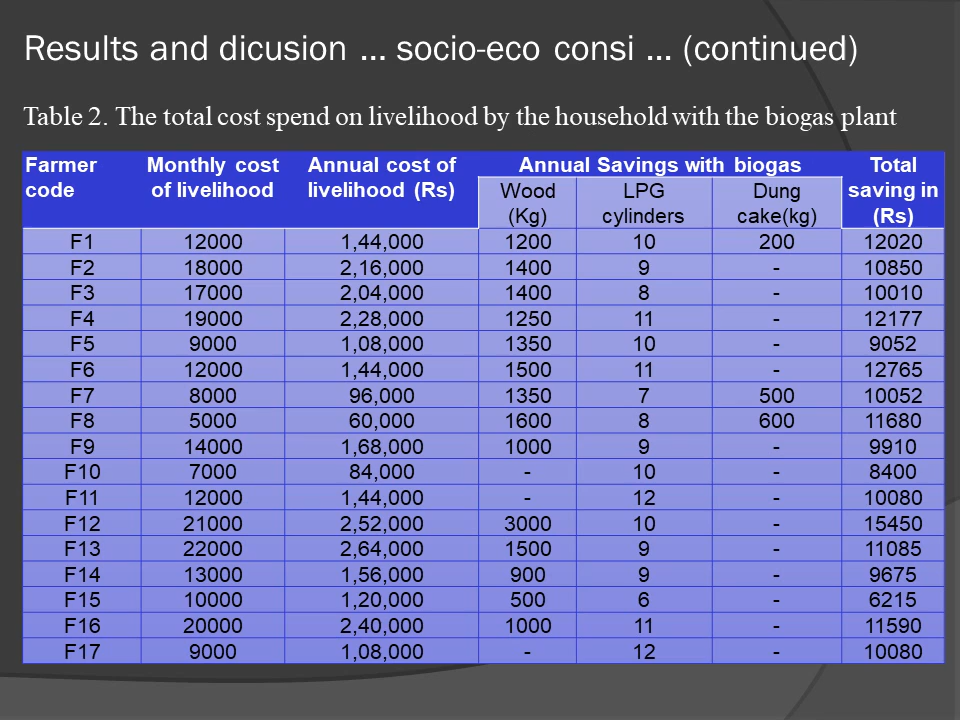 Results and dicusion ... socio-eco consi ... (continued)
Table 2. The total cost spend on livelihood by the household with the biogas plant
Farmer code Monthly cost of livelihood Annual cost of livelihood (Rs) Annual Savings with biogas Total saving in (Rs)
Wood (Kg) LPG cylinders Dung cake(kg)
F1 12000 1,44,000 1200 10 200 12020
F2 18000 2,16,000 1400 9 - 10850
F3 17000 2,04,000 1400 8 - 10010
F4 19000 2,28,000 1250 11 - 12177
F5 9000 1,08,000 1350 10 - 9052
F6 12000 1,44,000 1500 11 - 12765
F7 8000 96,000 1350 7 500 10052
F8 5000 60,000 1600 8 600 11680
F9 14000 1,68,000 1000 9 - 9910
F10 7000 84,000 - 10 - 8400
F11 12000 1,44,000 - 12 - 10080
F12 21000 2,52,000 3000 10 - 15450
F13 22000 2,64,000 1500 9 - 11085
F14 13000 1,56,000 900 9 - 9675
F15 10000 1,20,000 500 6 - 6215
F16 20000 2,40,000 1000 11 - 11590
F17 9000 1,08,000 - 12 - 10080